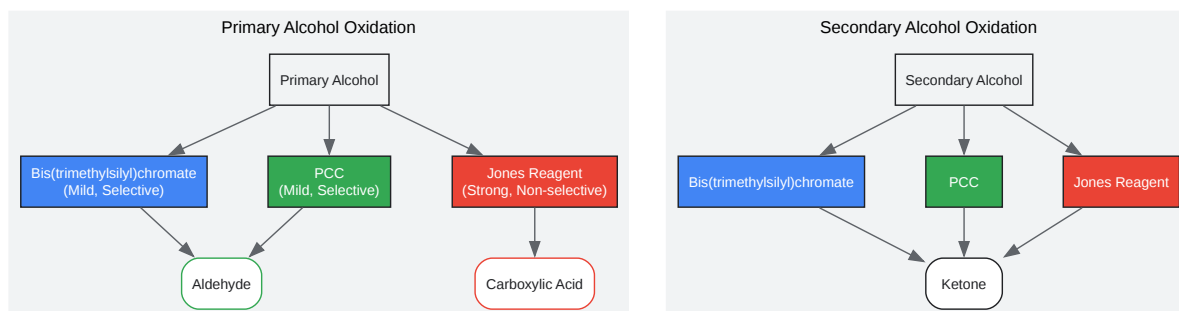 Primary Alcohol Oxidation
Primary Alcohol
Bis(trimethylsilyl)chromate
(Mild, Selective)
PCC
(Mild, Selective)
Jones Reagent
(Strong, Non-selective)
Aldehyde
Carboxylic Acid
Secondary Alcohol Oxidation
Secondary Alcohol
Bis(trimethylsilyl)chromate
PCC
Jones Reagent
Ketone